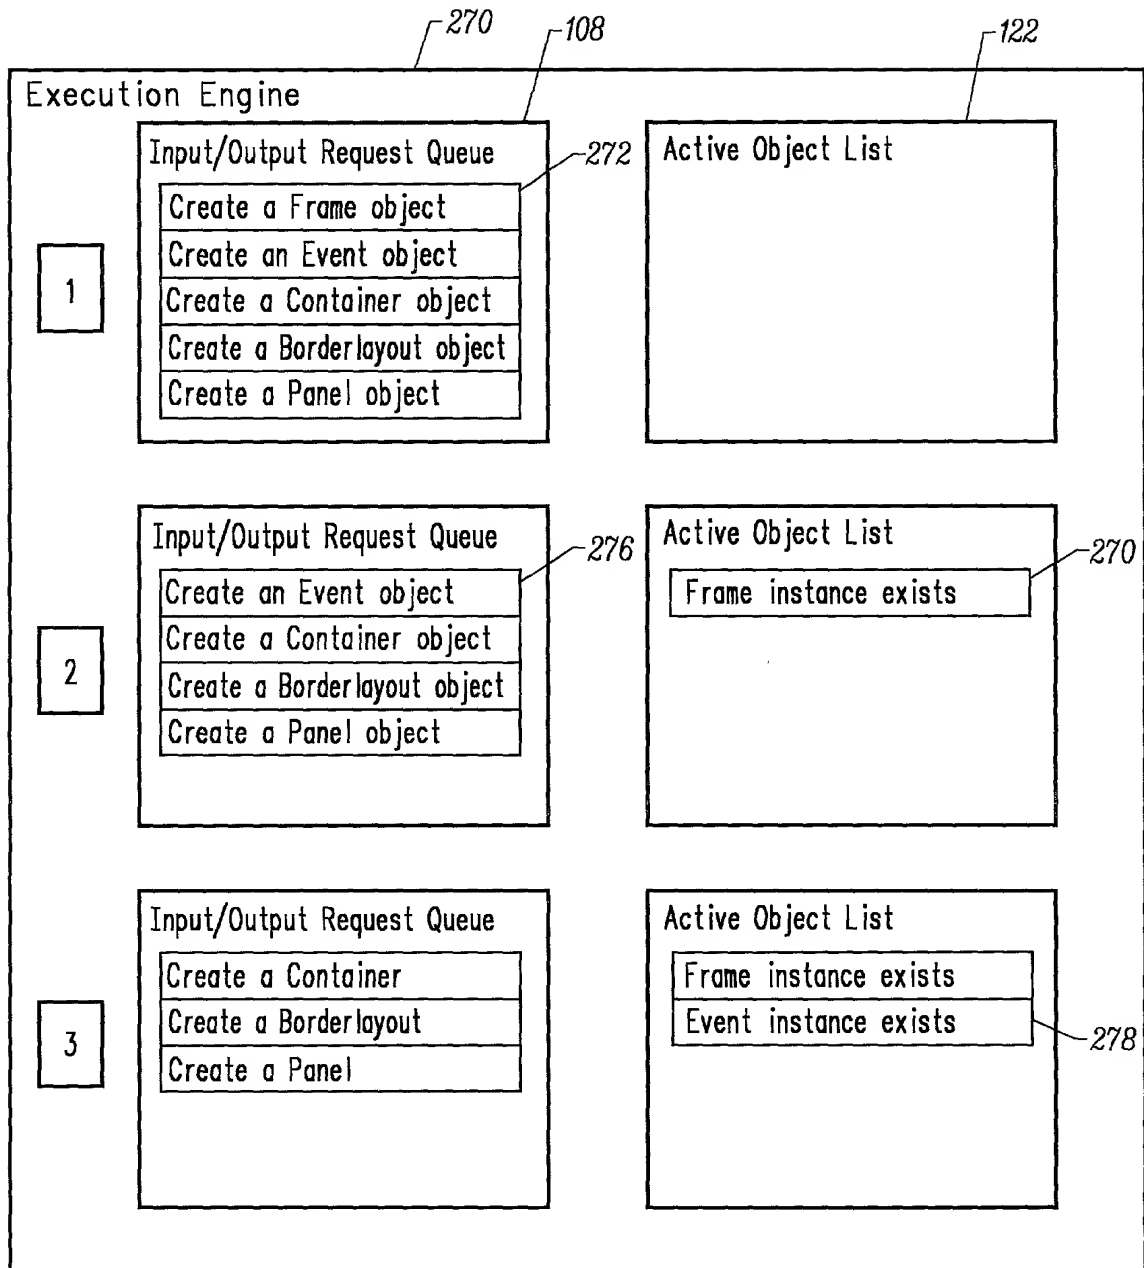 270
108
122
Execution Engine
Input/Output Request Queue
272
Active Object List
Create a Frame object
Create an Event object
1
Create a Container object
Create a Borderlayout object
Create a Panel object
Input/Output Request Queue
276
Active Object List
270
Create an Event object
Frame instance exists
Create a Container object
2
Create a Borderlayout object
Create a Panel object
Input/Output Request Queue
Active Object List
Create a Container
Frame instance exists
3
Create a Borderlayout
Event instance exists
278
Create a Panel